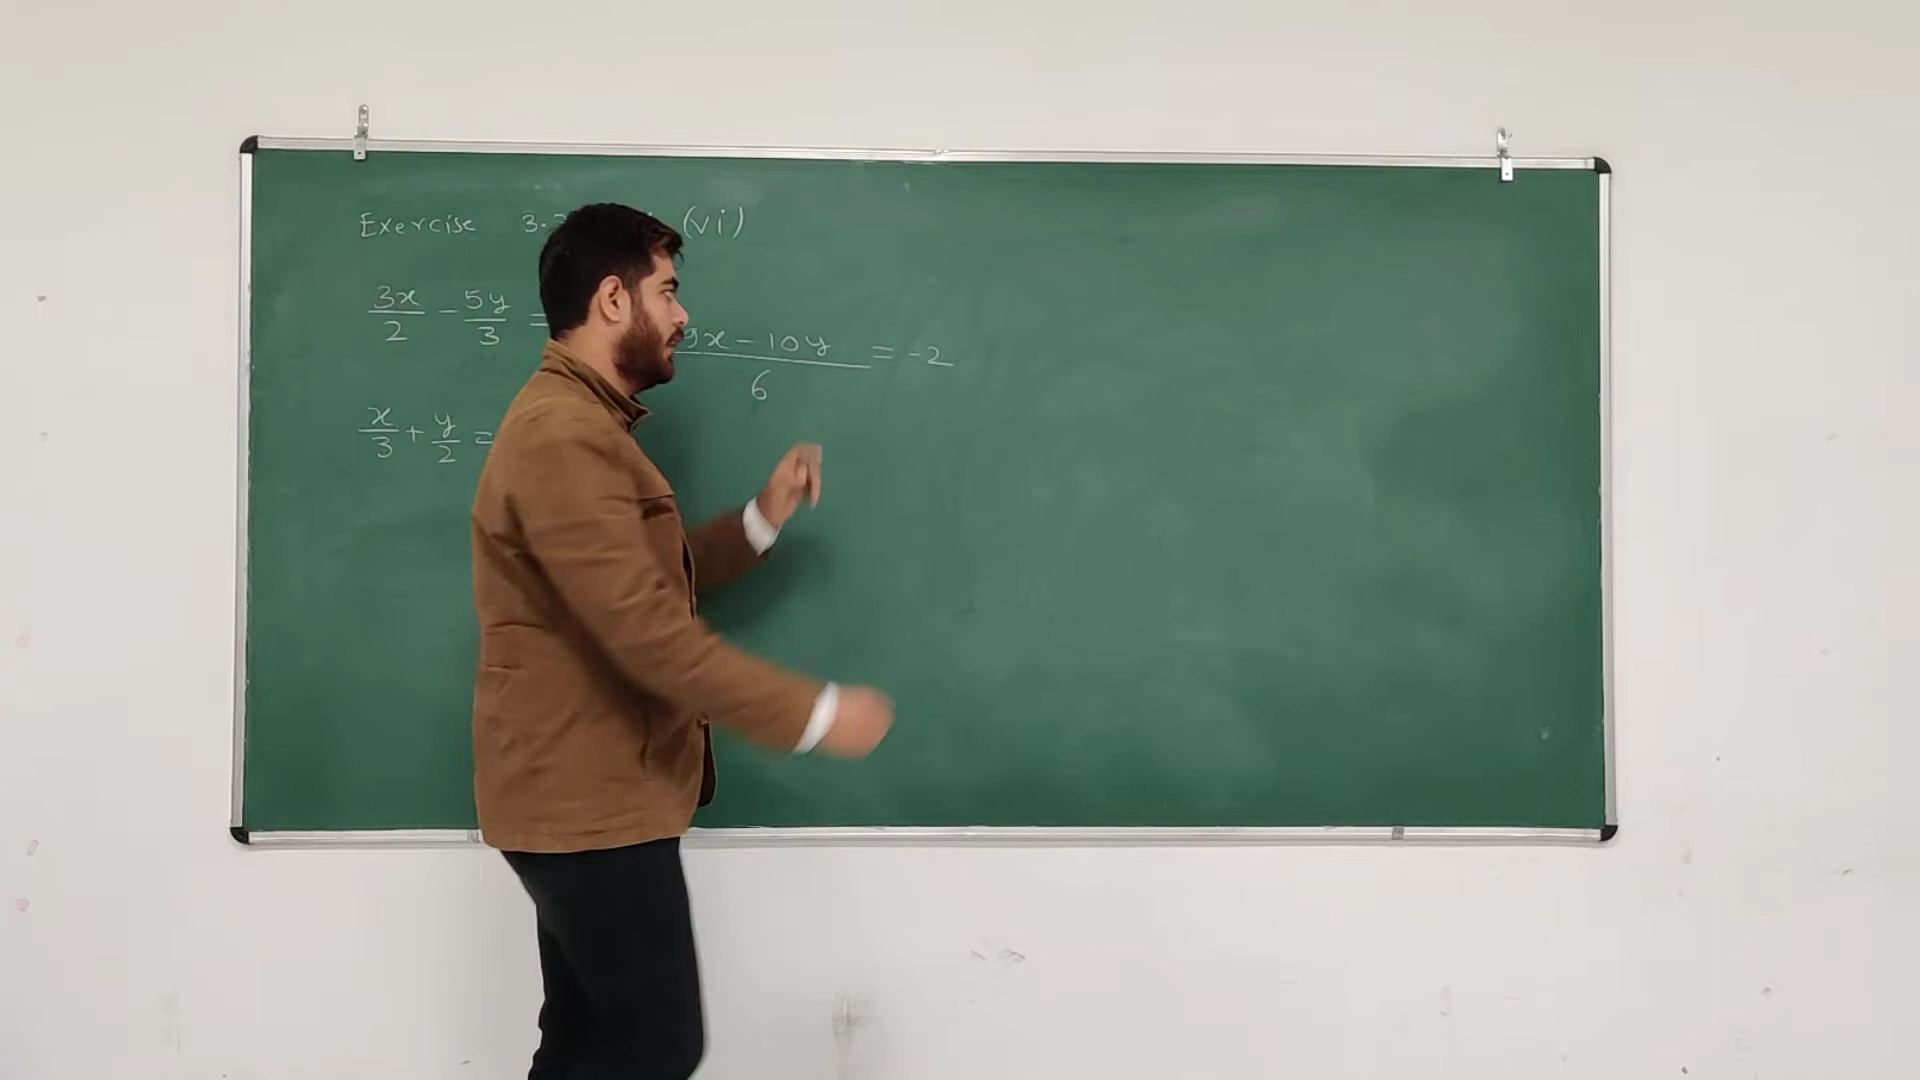 Exercise 3. (vi)
3x/2 - 5y/3 =
9x - 10y/6 = -2
x/3 + y/2 =